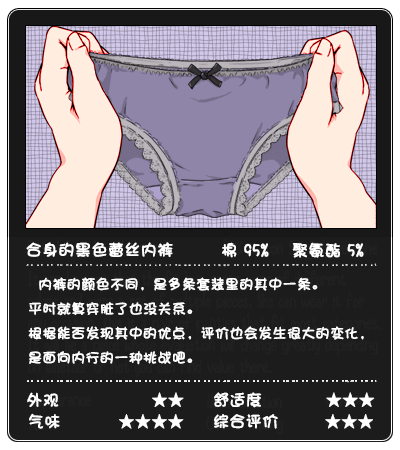 合身的黑色蕾丝内裤 棉 95% 聚氨酯 5%
内裤的颜色不同，是多条套装里的其中一条。
平时就算弄脏了也没关系。
根据能否发现其中的优点，评价也会发生很大的变化，
是面向内行的一种挑战吧。
外观 ★★ 舒适度 ★★★
气味 ★★★★ 综合评价 ★★★